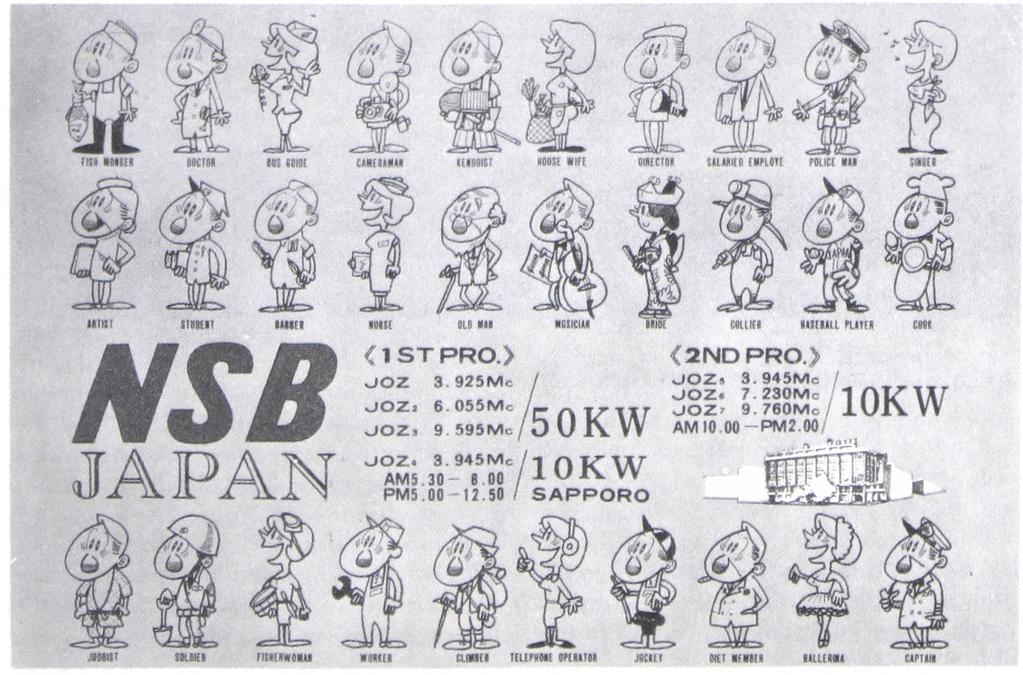 FISH MONGER DOCTOR BUS GUIDE CAMERAMAN KENDOIST HOUSE WIFE DIRECTOR SALARIED EMPLOYE POLICE MAN SINGER
JAPAN
ARTIST STUDENT BARBER NURSE OLD MAN MUSICIAN BRIDE COLLIER BASEBALL PLAYER COOK
NSB
JAPAN
《1ST PRO.》
JOZ 3.925Mc
JOZ2 6.055Mc
JOZ3 9.595Mc
50KW
JOZ4 3.945Mc
AM5.30-8.00
PM5.00-12.50
10KW
SAPPORO
《2ND PRO.》
JOZ5 3.945Mc
JOZ6 7.230Mc
JOZ7 9.760Mc
AM10.00-PM2.00
10KW
7
JUDOIST SOLDIER FISHERWOMAN WORKER CLIMBER TELEPHONE OPERATOR JOCKEY DIET MEMBER BALLERINA CAPTAIN